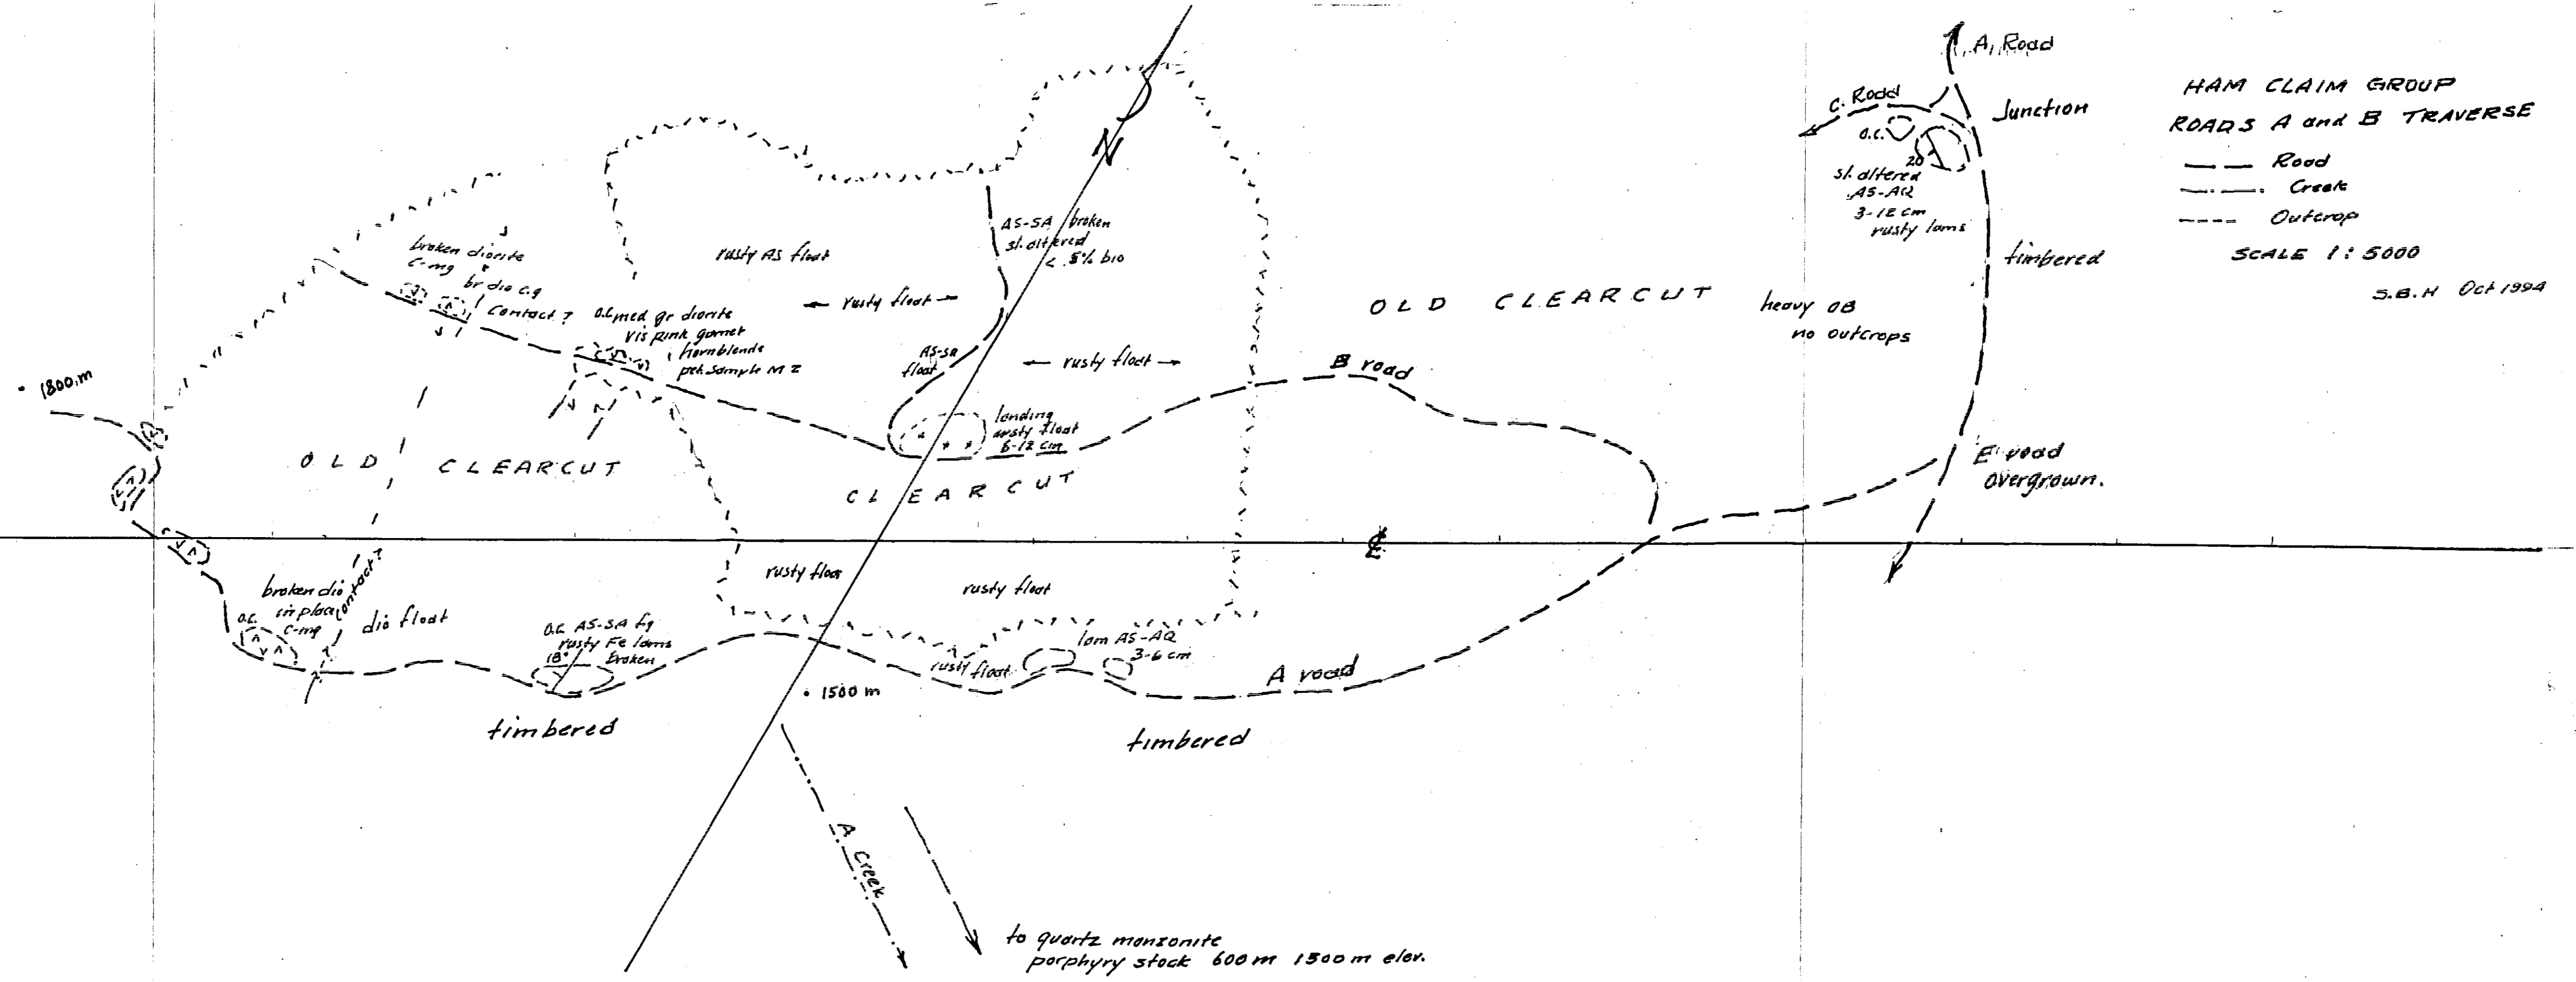 A, Road
HAM CLAIM GROUP
ROADS A and B TRAVERSE
Road
Creek
Outcrop
SCALE 1:5000
S.B.H Oct 1994
C. Road
Junction
O.C.
20
sl. altered
AS-AQ
3-12 cm
rusty lams
timbered
N
AS-SA broken
sl. altered
< .5% bio
rusty AS float
broken diorite
c-mg
br dio c.g
Contact?
← rusty float →
O.C. med gr diorite
vis pink garnet
hornblende
pet. sample M 2
AS-SA
float
← rusty float →
OLD CLEARCUT
heavy OB
no outcrops
B road
1800 m
landing
rusty float
6-12 cm
OLD CLEARCUT
CLEARCUT
E road
overgrown.
℄
rusty float
rusty float
broken dio
in place
c-mg
contact?
O.C.
dio float
O.C. AS-SA fg
rusty Fe lams
18° broken
lam AS-AQ
3-6 cm
rusty float
A road
1500 m
timbered
timbered
A. Creek
to quartz monzonite
porphyry stock 600 m 1500 m elev.